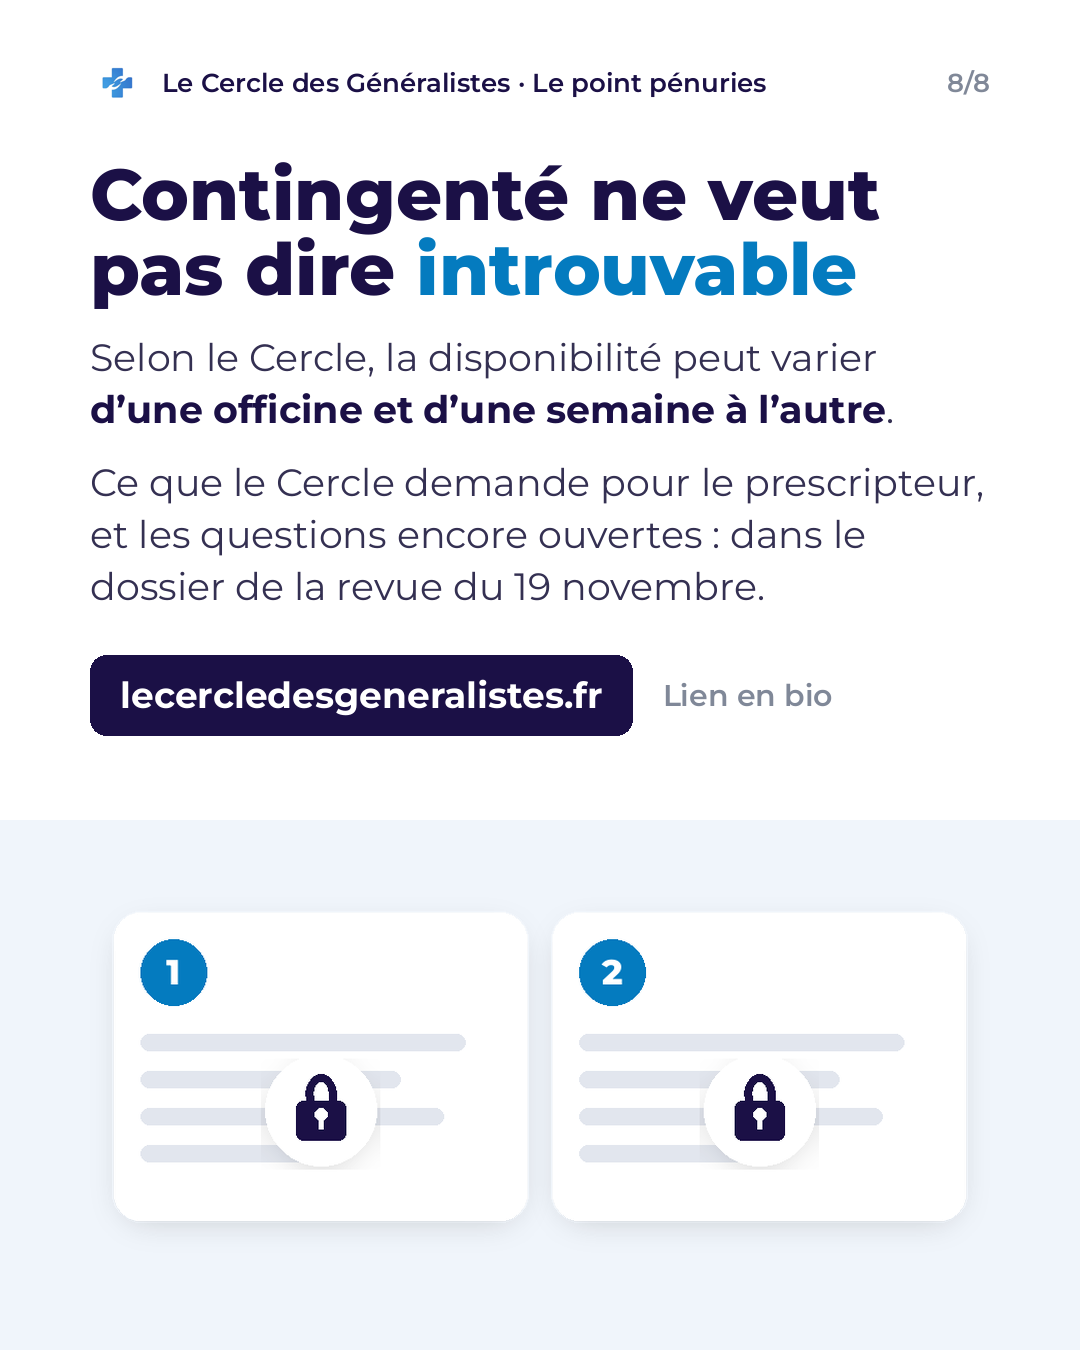 Le Cercle des Généralistes · Le point pénuries
8/8
Contingenté ne veut
pas dire introuvable
Selon le Cercle, la disponibilité peut varier
d’une officine et d’une semaine à l’autre.
Ce que le Cercle demande pour le prescripteur,
et les questions encore ouvertes : dans le
dossier de la revue du 19 novembre.
lecercledesgeneralistes.fr
Lien en bio
1
2